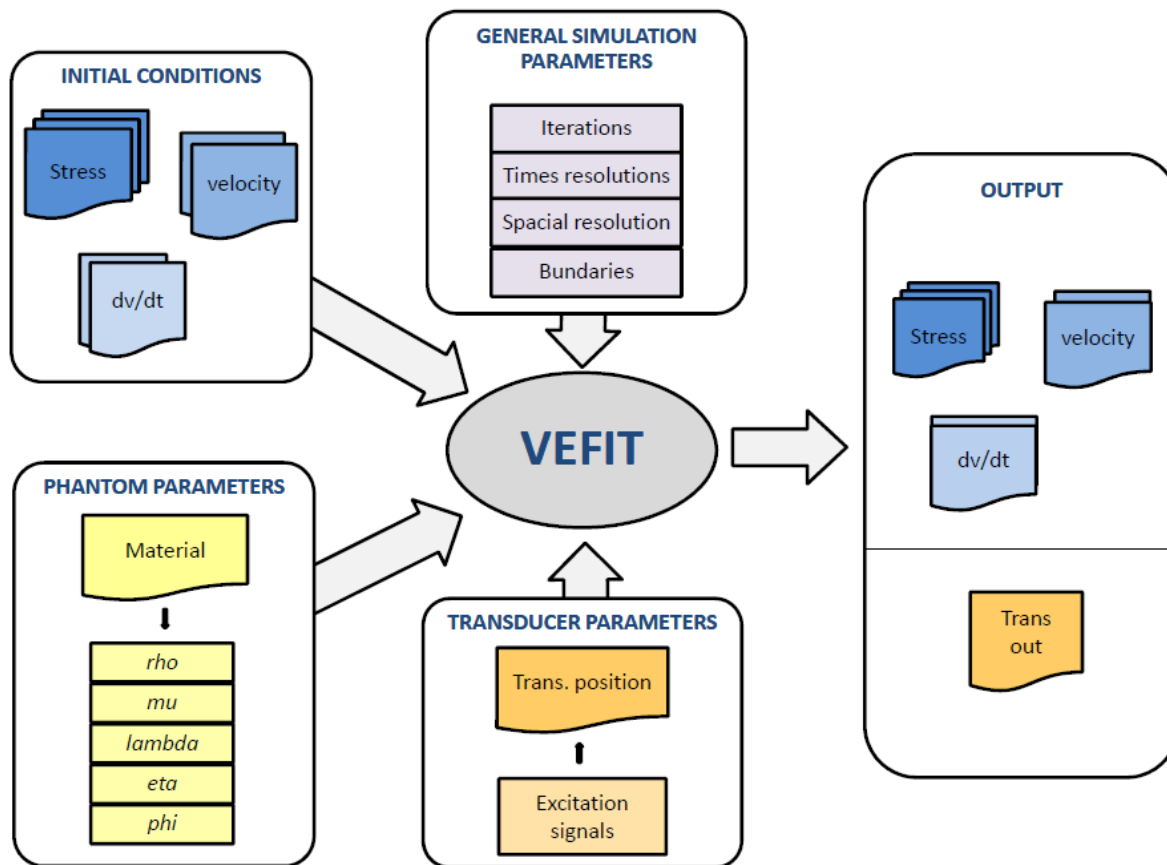 INITIAL CONDITIONS
Stress
velocity
dv/dt
GENERAL SIMULATION
PARAMETERS
Iterations
Times resolutions
Spacial resolution
Bundaries
VEFIT
PHANTOM PARAMETERS
Material
rho
mu
lambda
eta
phi
TRANSDUCER PARAMETERS
Trans. position
Excitation
signals
OUTPUT
Stress
velocity
dv/dt
Trans
out